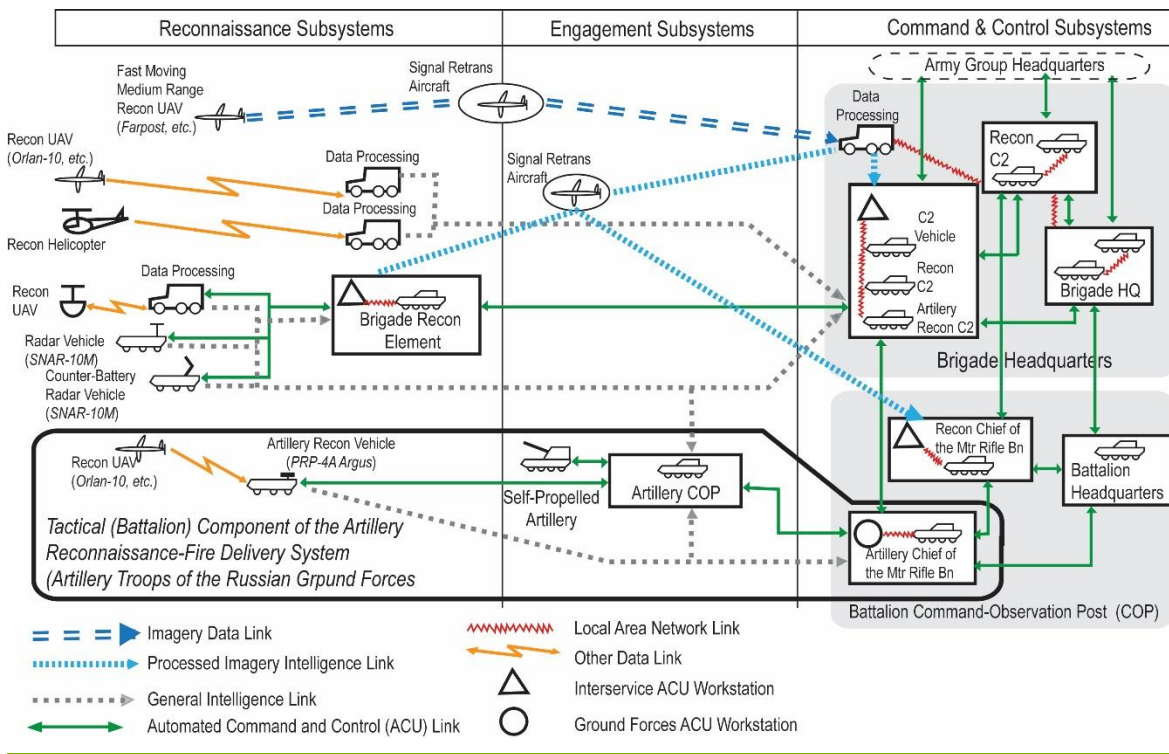 Reconnaissance Subsystems
Engagement Subsystems
Command & Control Subsystems
Army Group Headquarters
Fast Moving
Medium Range
Recon UAV
(Farpost, etc.)
Signal Retrans
Aircraft
Data
Processing
Recon
C2
Recon UAV
(Orlan-10, etc.)
Data Processing
Signal Retrans
Aircraft
Data Processing
Recon Helicopter
C2
Vehicle
Recon
C2
Artilery
Recon C2
Brigade HQ
Brigade Headquarters
Data Processing
Recon
UAV
Brigade Recon
Element
Radar Vehicle
(SNAR-10M)
Counter-Battery
Radar Vehicle
(SNAR-10M)
Recon UAV
(Orlan-10, etc.)
Artillery Recon Vehicle
(PRP-4A Argus)
Self-Propelled
Artillery
Artillery COP
Recon Chief of
the Mtr Rifle Bn
Battalion
Headquarters
Artillery Chief of
the Mtr Rifle Bn
Battalion Command-Observation Post (COP)
Tactical (Battalion) Component of the Artillery
Reconnaissance-Fire Delivery System
(Artillery Troops of the Russian Grpund Forces
Imagery Data Link
Processed Imagery Intelligence Link
General Intelligence Link
Automated Command and Control (ACU) Link
Local Area Network Link
Other Data Link
Interservice ACU Workstation
Ground Forces ACU Workstation